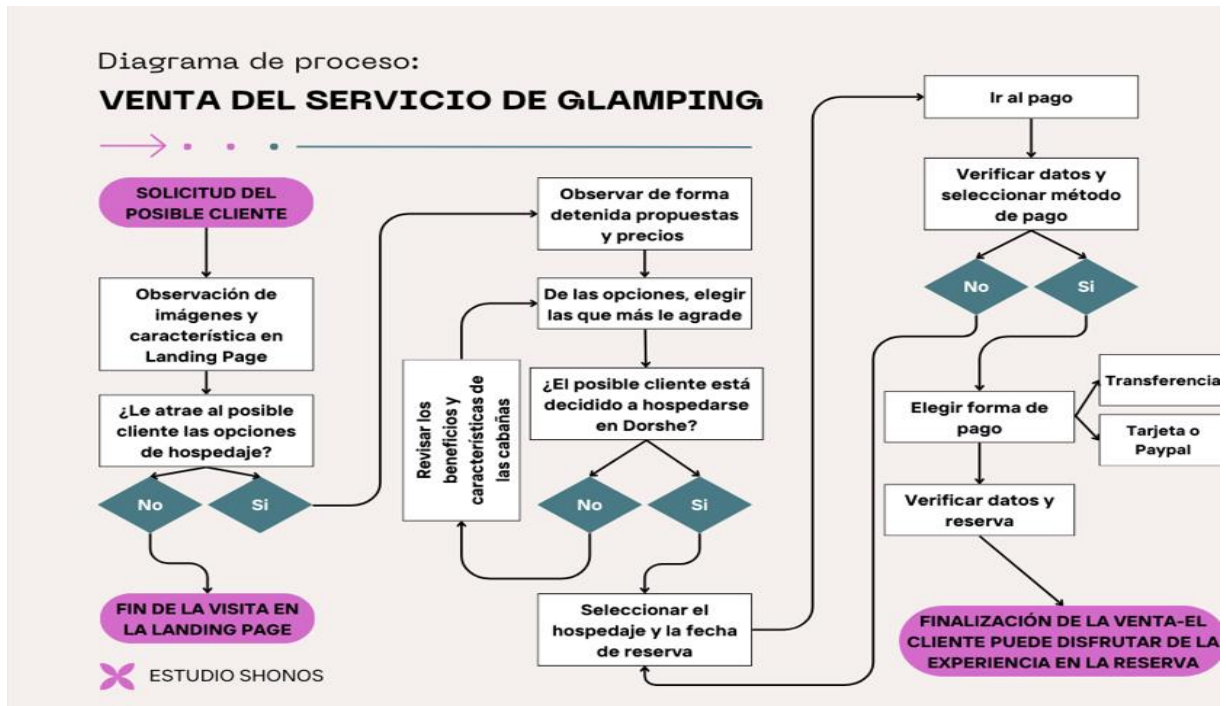 Diagrama de proceso:
VENTA DEL SERVICIO DE GLAMPING
SOLICITUD DEL
POSIBLE CLIENTE
Observación de
imágenes y
característica en
Landing Page
¿Le atrae al posible
cliente las opciones
de hospedaje?
No
Si
FIN DE LA VISITA EN
LA LANDING PAGE
ESTUDIO SHONOS
Observar de forma
detenida propuestas
y precios
De las opciones, elegir
las que más le agrade
Revisar los
beneficios y
características de
las cabañas
¿El posible cliente está
decidido a hospedarse
en Dorshe?
No
Si
Seleccionar el
hospedaje y la fecha
de reserva
Ir al pago
Verificar datos y
seleccionar método
de pago
No
Si
Elegir forma de
pago
Transferencia
Tarjeta o
Paypal
Verificar datos y
reserva
FINALIZACIÓN DE LA VENTA-EL
CLIENTE PUEDE DISFRUTAR DE LA
EXPERIENCIA EN LA RESERVA